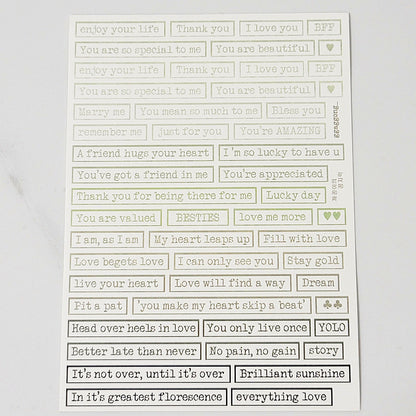 enjoy your life Thank you I love you BFF
You are so special to me You are beautiful ♥
enjoy your life Thank you I love you BFF
You are so special to me You are beautiful ♥
Marry me You mean so much to me Bless you
remember me just for you You're AMAZING
A friend hugs your heart I'm so lucky to have u
You've got a friend in me You're appreciated
Thank you for being there for me Lucky day
You are valued BESTIES love me more ♥♥
I am, as I am My heart leaps up Fill with love
Love begets love I can only see you Stay gold
live your heart Love will find a way Dream
Pit a pat 'you make my heart skip a beat' ♣♣
Head over heels in love You only live once YOLO
Better late than never No pain, no gain story
It's not over, until it's over Brilliant sunshine
In it's greatest florescence everything love